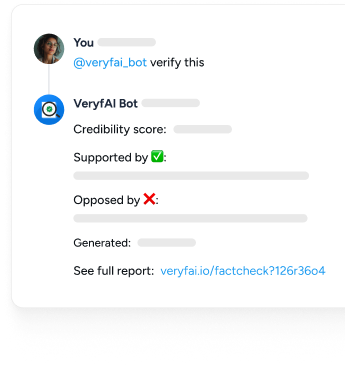 You
@veryfai_bot verify this
VeryfAI Bot
Credibility score:
Supported by ✅:
Opposed by ❌:
Generated:
See full report: veryfai.io/factcheck?126r36o4